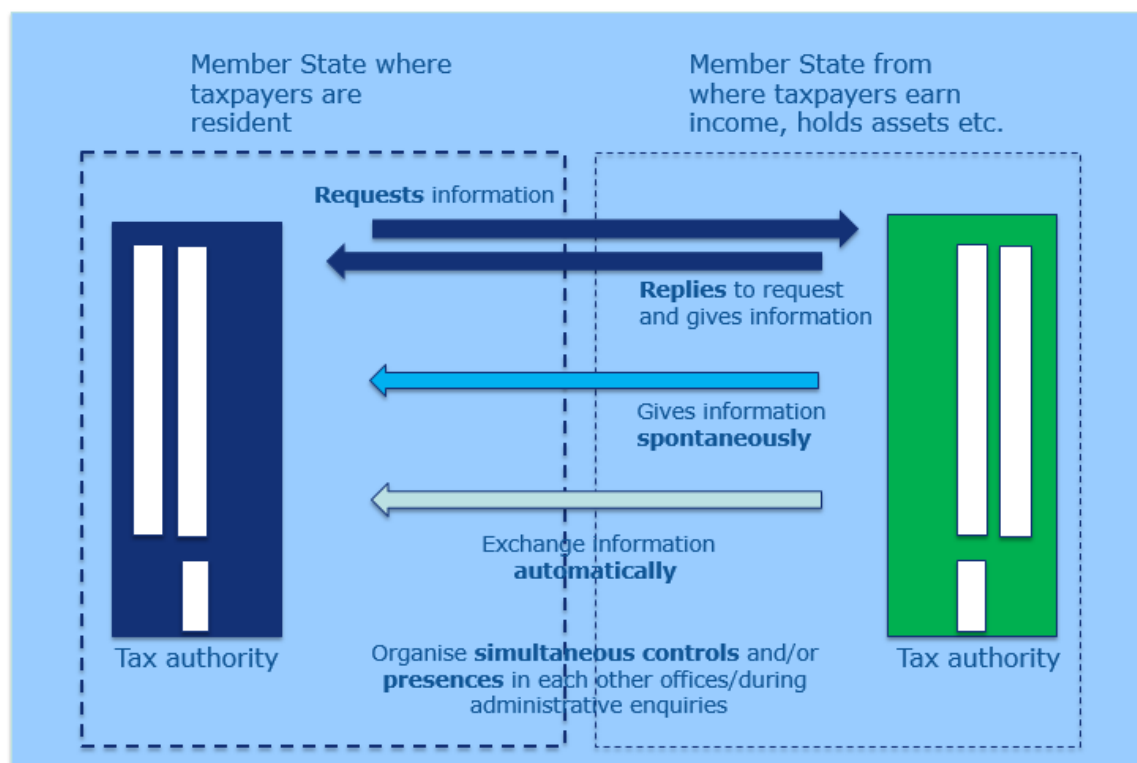 Member State where
taxpayers are
resident
Member State from
where taxpayers earn
income, holds assets etc.
Requests information
Replies to request
and gives information
Gives information
spontaneously
Exchange information
automatically
Tax authority
Organise simultaneous controls and/or
presences in each other offices/during
administrative enquiries
Tax authority